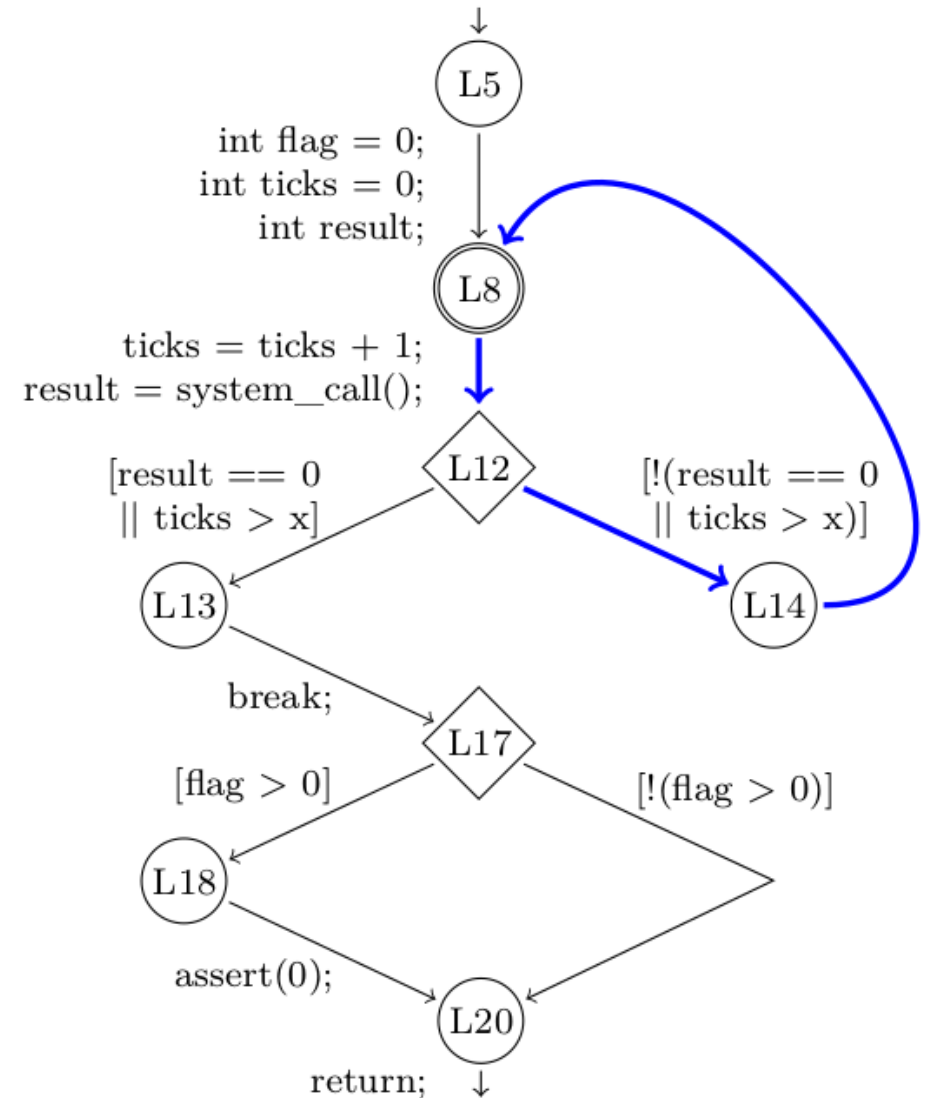 L5
int flag = 0;
int ticks = 0;
int result;
L8
ticks = ticks + 1;
result = system_call();
L12
[result == 0
|| ticks > x]
[!(result == 0
|| ticks > x)]
L13
L14
break;
L17
[flag > 0]
[!(flag > 0)]
L18
assert(0);
L20
return;